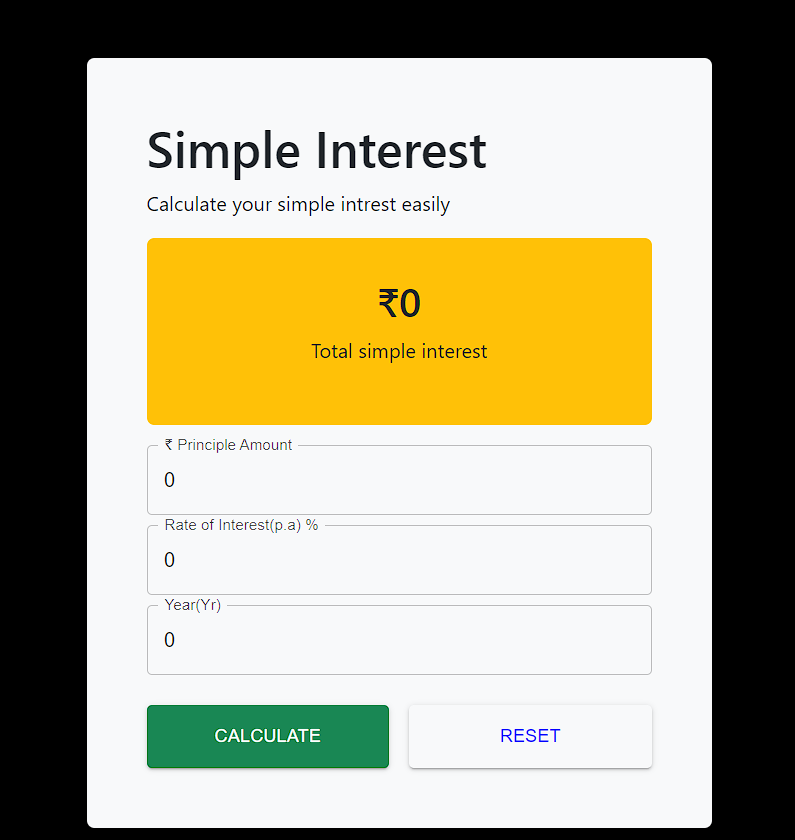 Simple Interest
Calculate your simple intrest easily
₹0
Total simple interest
₹ Principle Amount
0
Rate of Interest(p.a) %
0
Year(Yr)
0
CALCULATE
RESET